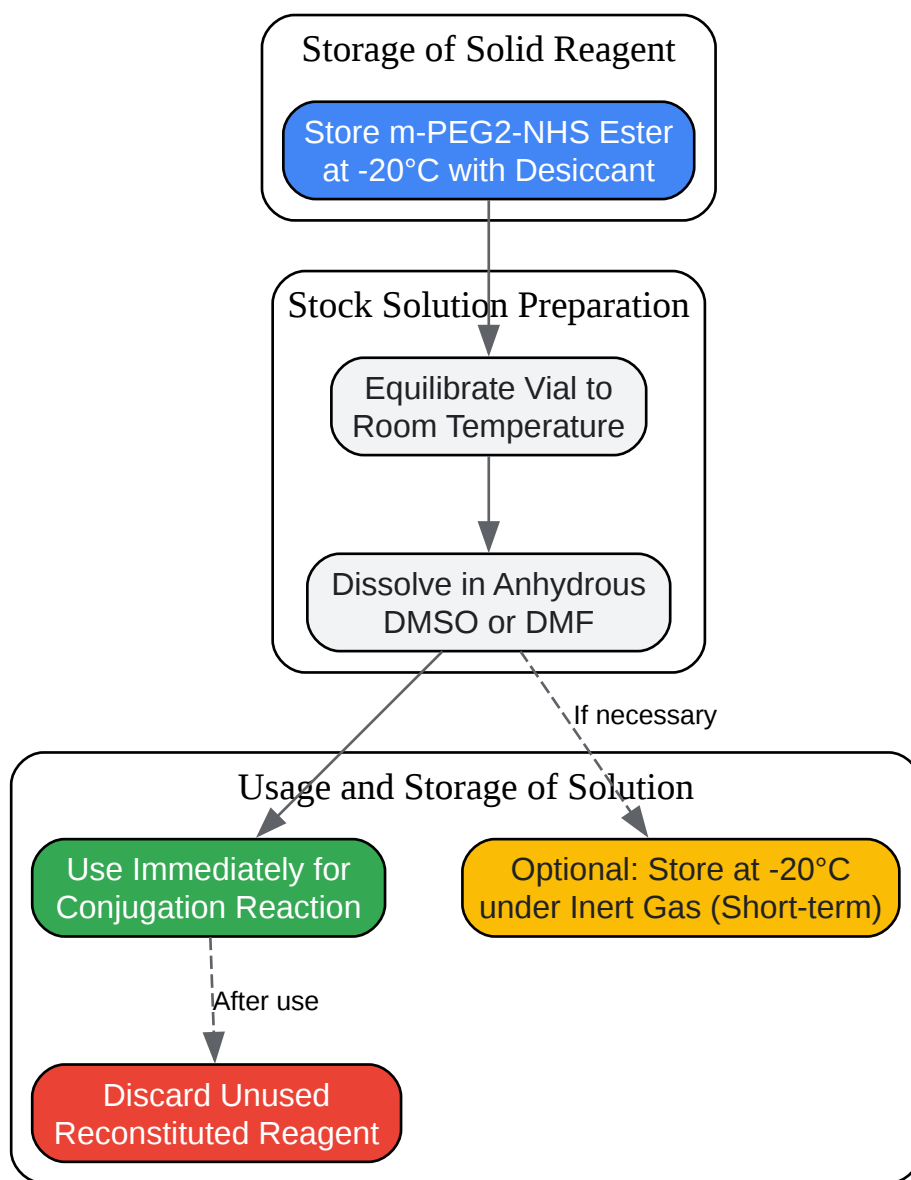 Storage of Solid Reagent
Store m-PEG2-NHS Ester
at -20°C with Desiccant
Stock Solution Preparation
Equilibrate Vial to
Room Temperature
Dissolve in Anhydrous
DMSO or DMF
If necessary
Usage and Storage of Solution
Use Immediately for
Conjugation Reaction
Optional: Store at -20°C
under Inert Gas (Short-term)
After use
Discard Unused
Reconstituted Reagent